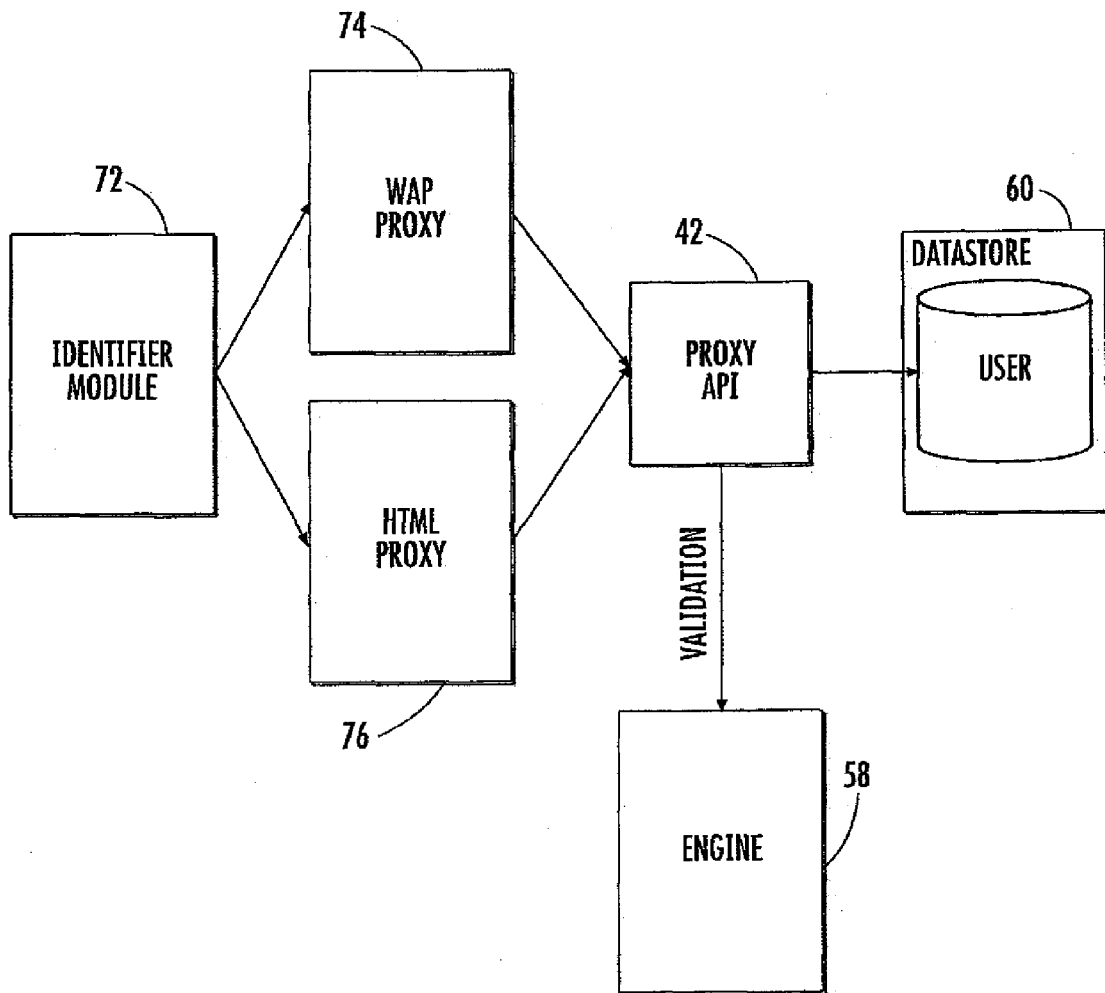 74
WAP
PROXY
72
IDENTIFIER
MODULE
42
PROXY
API
60
DATASTORE
USER
HTML
PROXY
76
VALIDATION
58
ENGINE